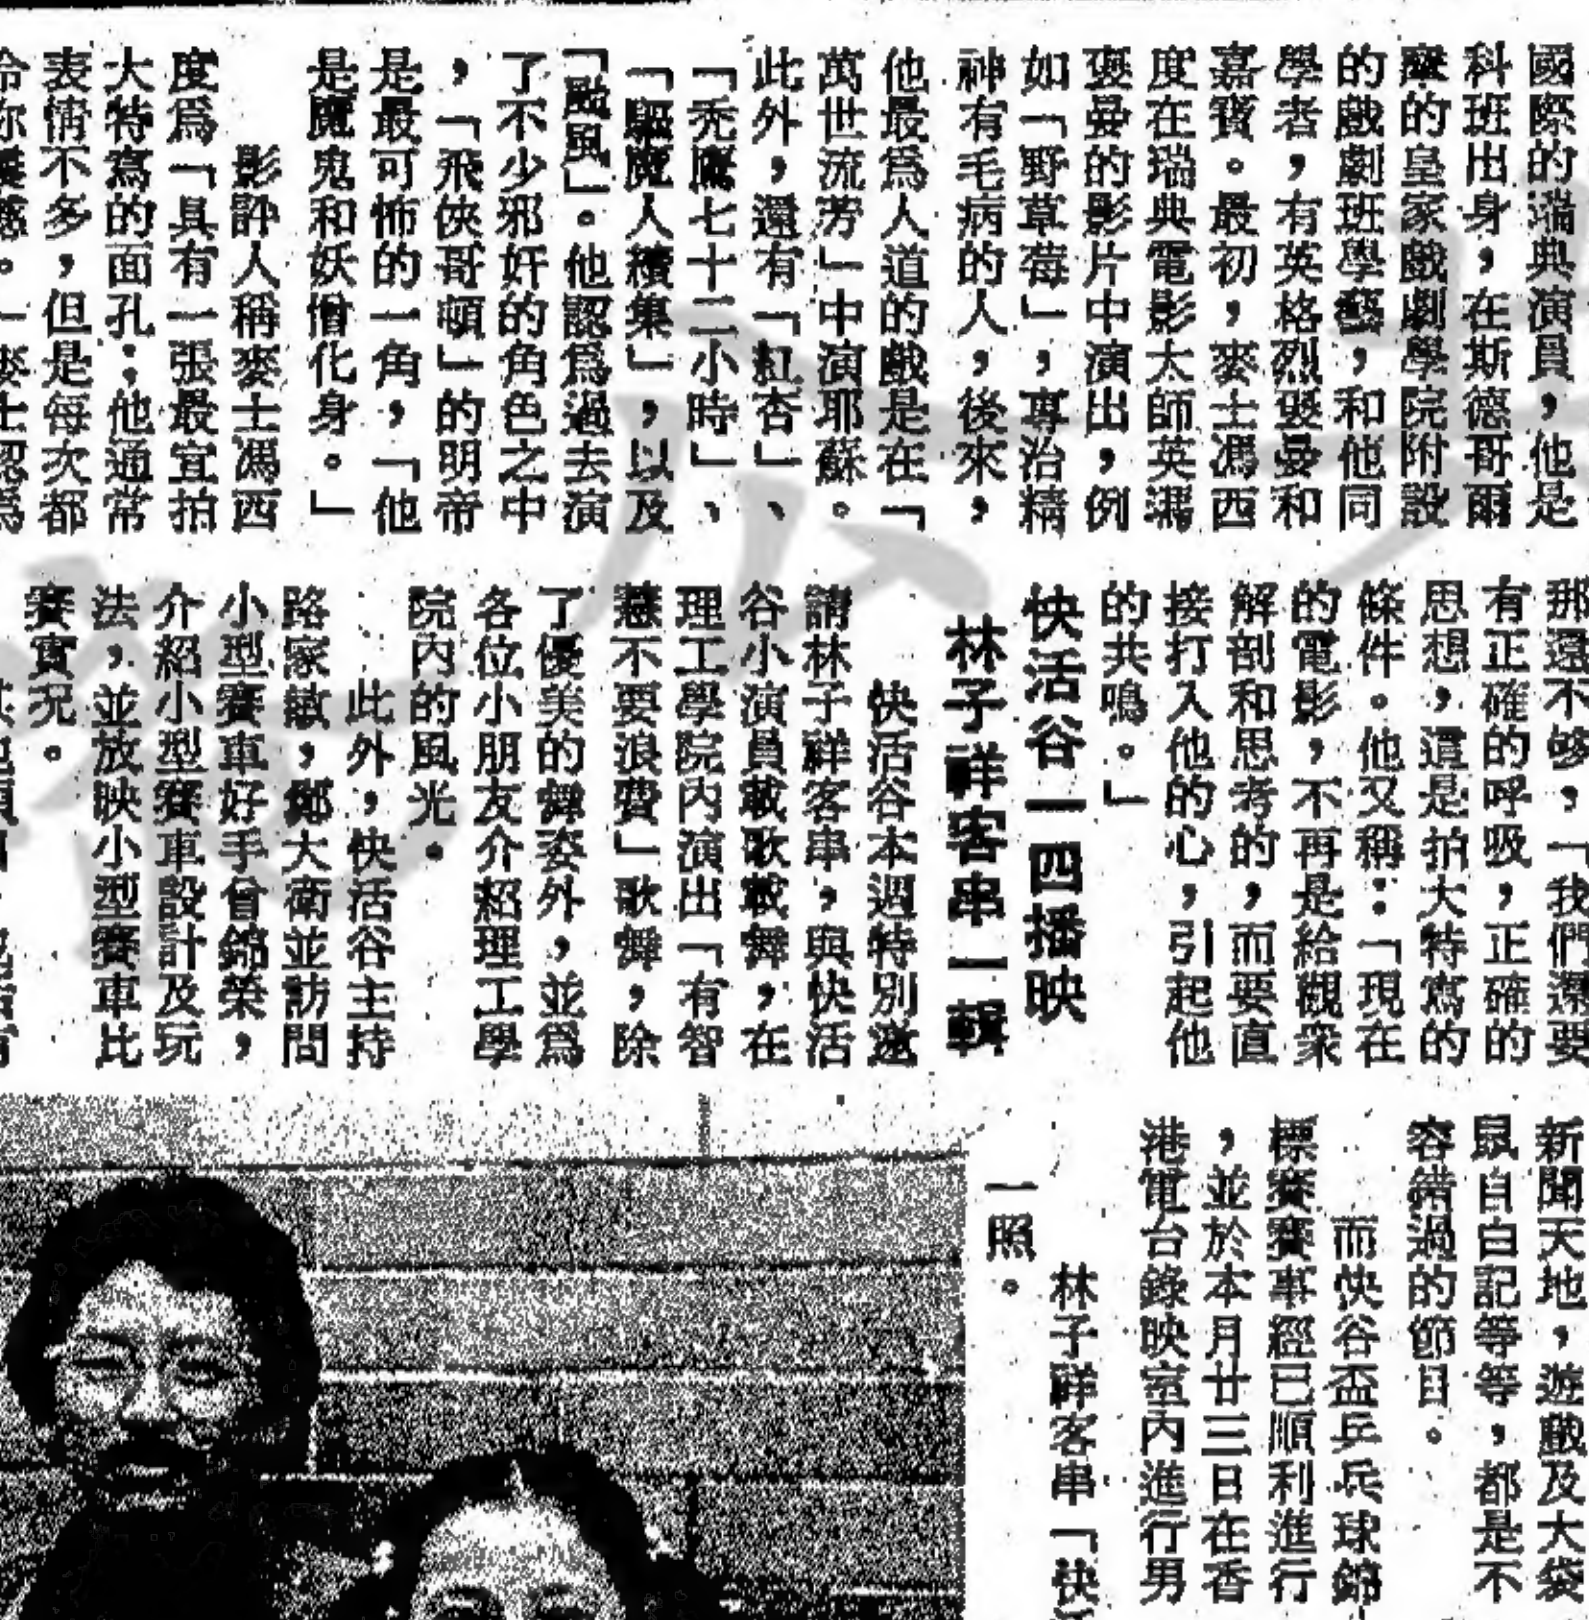 國際的瑞典演員,他是
科班出身,在斯德哥爾
摩的皇家戲劇學院附設
的戲劇班學藝,和他同
學者,有英格烈褒曼和
嘉寶。最初,麥士馮西
度在瑞典電影太師英瑪
褒曼的影片中演出,例
如「野草莓」,專治精
神有毛病的人,後來,
他最爲人道的戲是在「
萬世流芳」中演耶蘇。
此外,還有「紅杏」、
「禿鷹七十二小時」、
「驅魔人續集」,以及
「颱風」。他認爲過去演
了不少邪奸的角色之中
,「飛俠哥頓」的明帝
是最可怖的一角,「他
是魔鬼和妖僧化身。」
影評人稱麥士馮西
度爲「具有一張最宜拍
大特寫的面孔;他通常
表情不多,但是每次都
那還不够,「我們還要
有正確的呼吸,正確的
思想,這是拍大特寫的
條件。他又稱:「現在
的電影,不再是給觀衆
解剖和思考的,而要直
接打入他的心,引起他
的共鳴。」
快活谷一四播映
林子祥客串一輯
快活谷本週特別邀
請林子祥客串,與快活
谷小演員載歌載舞,在
理工學院內演出「有智
慧不要浪費」歌舞,除
了優美的舞姿外,並爲
各位小朋友介紹理工學
院內的風光。
此外,快活谷主持
路家敏,鄭大衛並訪問
小型賽車好手曾錦榮,
介紹小型賽車設計及玩
法,並放映小型賽車比
賽實况。
新聞天地,遊戲及大袋
鼠自白記等等,都是不
容錯過的節目。
而快谷盃乒乓球錦
標賽賽事經已順利進行
,並於本月廿三日在香
港電台錄映室內進行男
林子祥客串「快
一照。